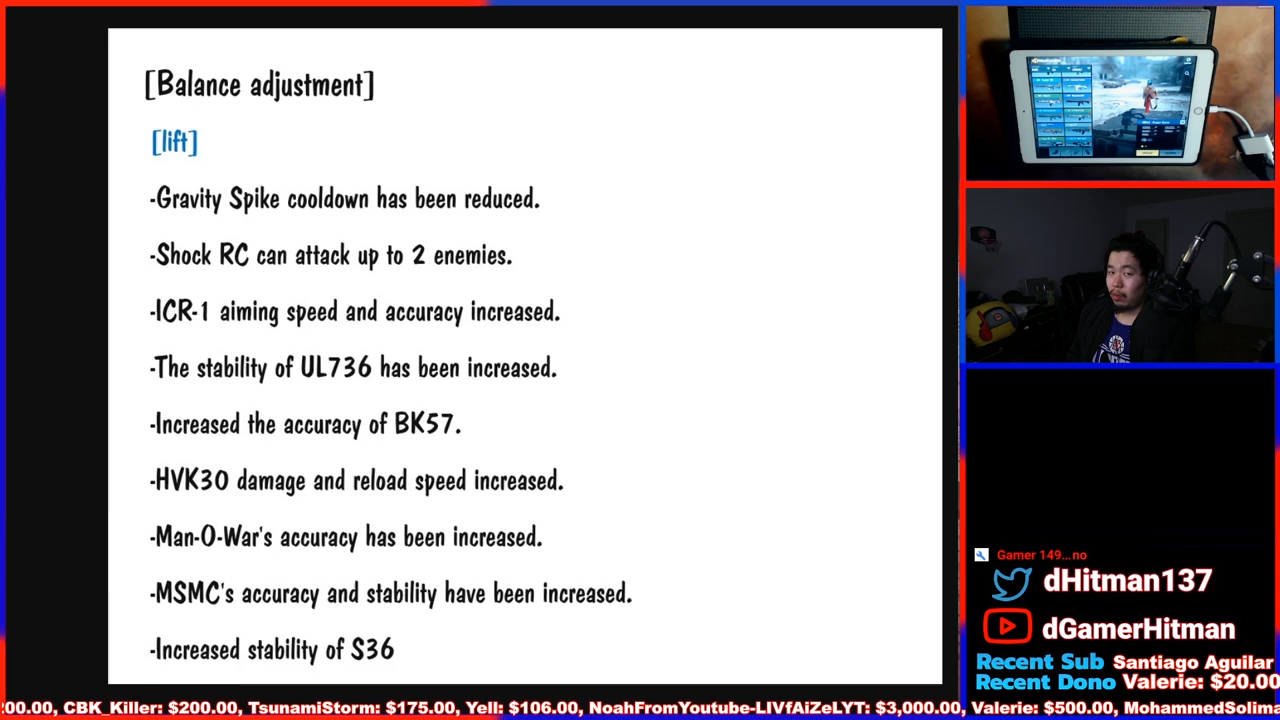 [Balance adjustment]
[lift]
-Gravity Spike cooldown has been reduced.
-Shock RC can attack up to 2 enemies.
-ICR-1 aiming speed and accuracy increased.
-The stability of UL736 has been increased.
-Increased the accuracy of BK57.
-HVK30 damage and reload speed increased.
-Man-O-War's accuracy has been increased.
-MSMC's accuracy and stability have been increased.
-Increased stability of S36
Gamer 149...no
dHitman137
dGamerHitman
Recent Sub Santiago Aguilar
Recent Dono Valerie: $20.00
200.00, CBK_Killer: $200.00, TsunamiStorm: $175.00, Yell: $106.00, NoahFromYoutube-LIVfAiZeLYT: $3,000.00, Valerie: $500.00, MohammedSolima